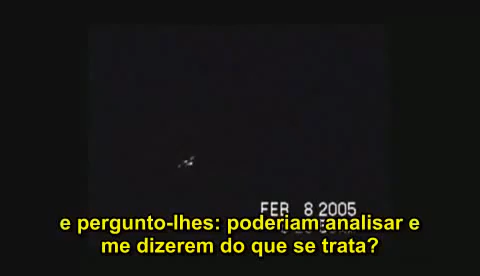 FEB 8 2005
e pergunto-lhes: poderiam analisar e
me dizerem do que se trata?